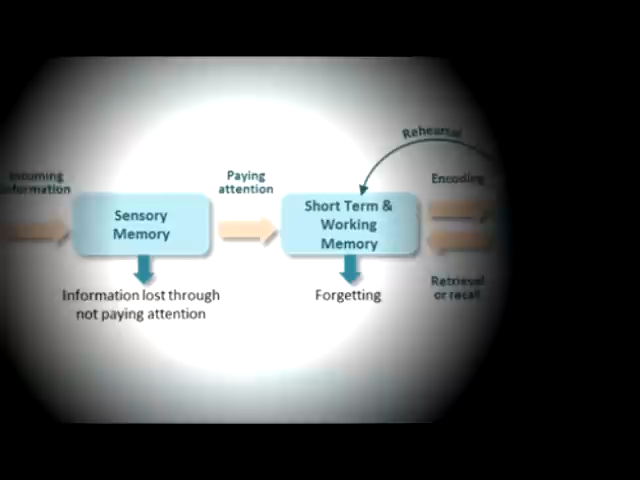 Rehearsal
Incoming
information
Paying
attention
Encoding
Sensory
Memory
Short Term &
Working
Memory
Information lost through
not paying attention
Forgetting
Retrieval
or recall